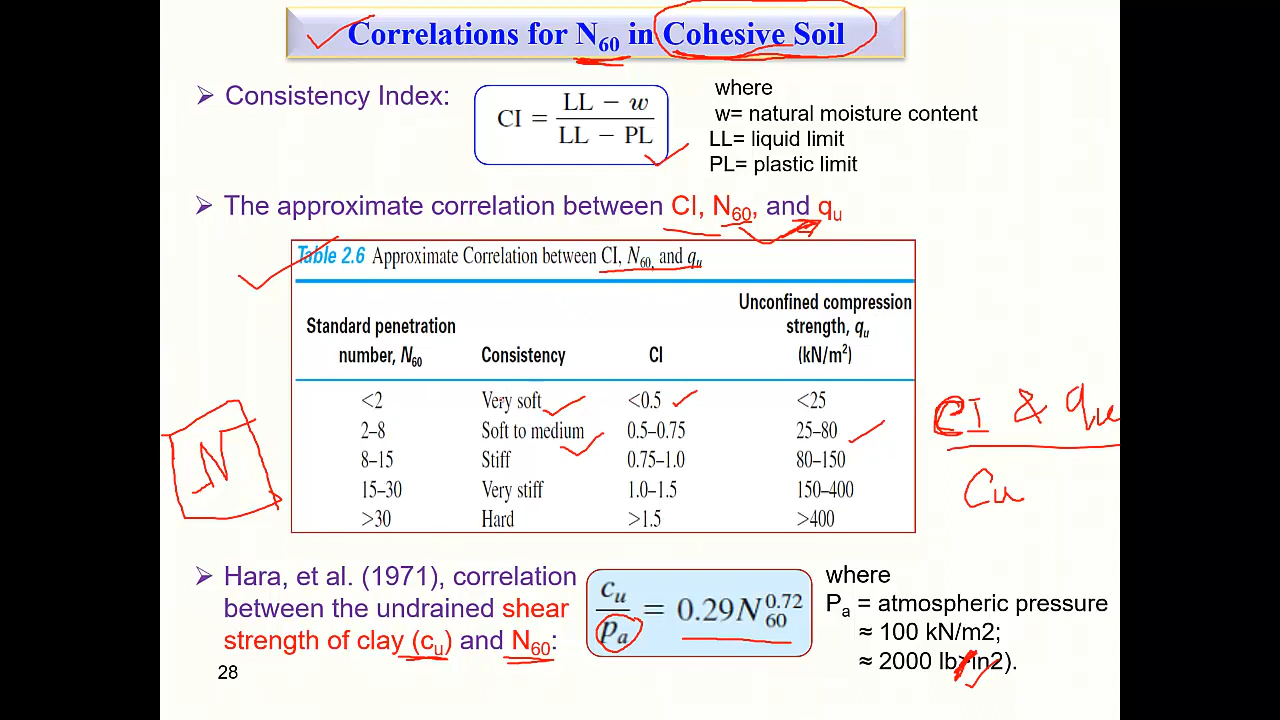 Correlations for N60 in Cohesive Soil
➢ Consistency Index:
CI = LL − w / LL − PL
where
w= natural moisture content
LL= liquid limit
PL= plastic limit
➢ The approximate correlation between CI, N60, and qu
Table 2.6 Approximate Correlation between CI, N60, and qu
Standard penetration number, N60 Consistency CI Unconfined compression strength, qu (kN/m²)
<2 Very soft <0.5 <25
2–8 Soft to medium 0.5–0.75 25–80
8–15 Stiff 0.75–1.0 80–150
15–30 Very stiff 1.0–1.5 150–400
>30 Hard >1.5 >400
N
CI & qu
Cu
➢ Hara, et al. (1971), correlation
between the undrained shear
strength of clay (cu) and N60:
cu / pa = 0.29N60^0.72
where
Pa = atmospheric pressure
≈ 100 kN/m2;
≈ 2000 lb>in2).
28